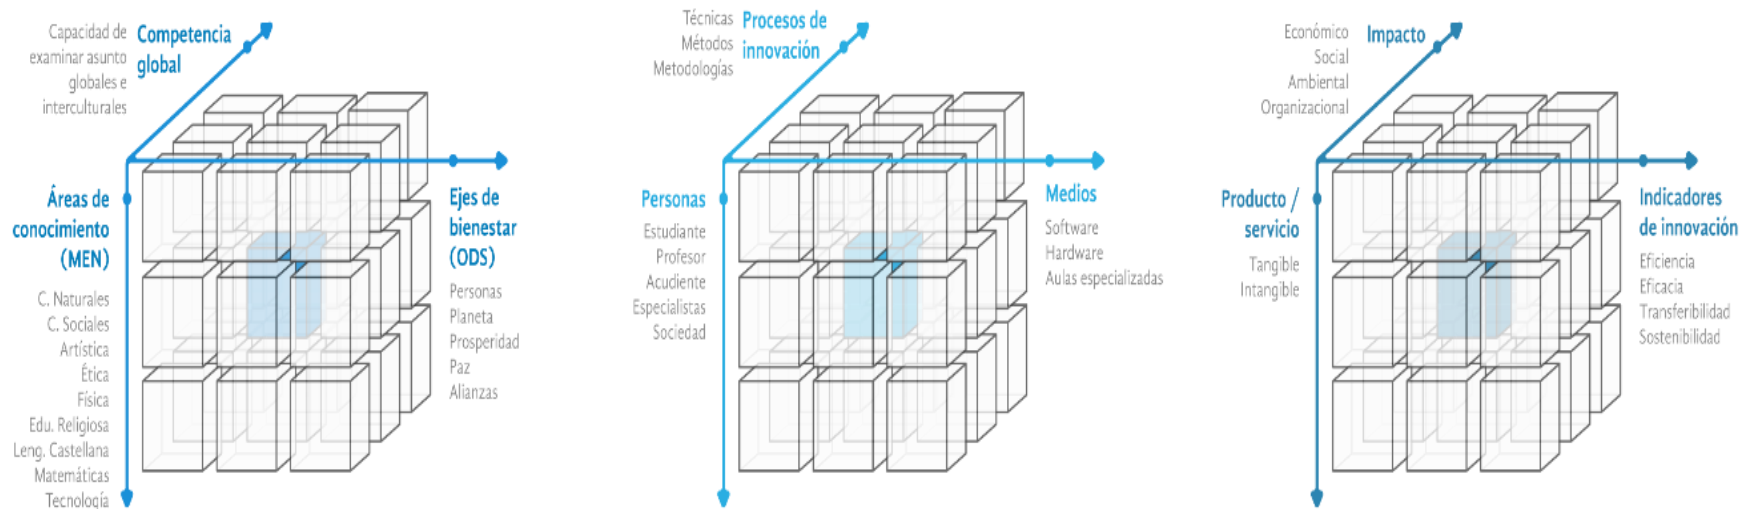 Capacidad de
examinar asunto
globales e
interculturales
Competencia
global
Áreas de
conocimiento
(MEN)
C. Naturales
C. Sociales
Artística
Ética
Física
Edu. Religiosa
Leng. Castellana
Matemáticas
Tecnología
Ejes de
bienestar
(ODS)
Personas
Planeta
Prosperidad
Paz
Alianzas
Técnicas
Métodos
Metodologías
Procesos de
innovación
Personas
Estudiante
Profesor
Acudiente
Especialistas
Sociedad
Medios
Software
Hardware
Aulas especializadas
Económico
Social
Ambiental
Organizacional
Impacto
Producto /
servicio
Tangible
Intangible
Indicadores
de innovación
Eficiencia
Eficacia
Transferibilidad
Sostenibilidad